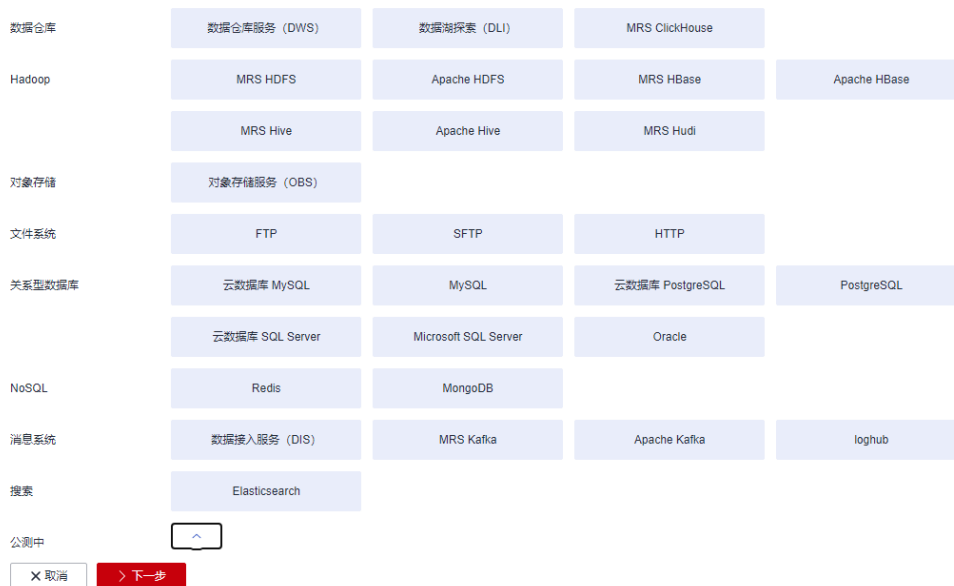 数据仓库 数据仓库服务（DWS） 数据湖探索（DLI） MRS ClickHouse
Hadoop MRS HDFS Apache HDFS MRS HBase Apache HBase
MRS Hive Apache Hive MRS Hudi
对象存储 对象存储服务（OBS）
文件系统 FTP SFTP HTTP
关系型数据库 云数据库 MySQL MySQL 云数据库 PostgreSQL PostgreSQL
云数据库 SQL Server Microsoft SQL Server Oracle
NoSQL Redis MongoDB
消息系统 数据接入服务（DIS） MRS Kafka Apache Kafka loghub
搜索 Elasticsearch
公测中
取消 下一步